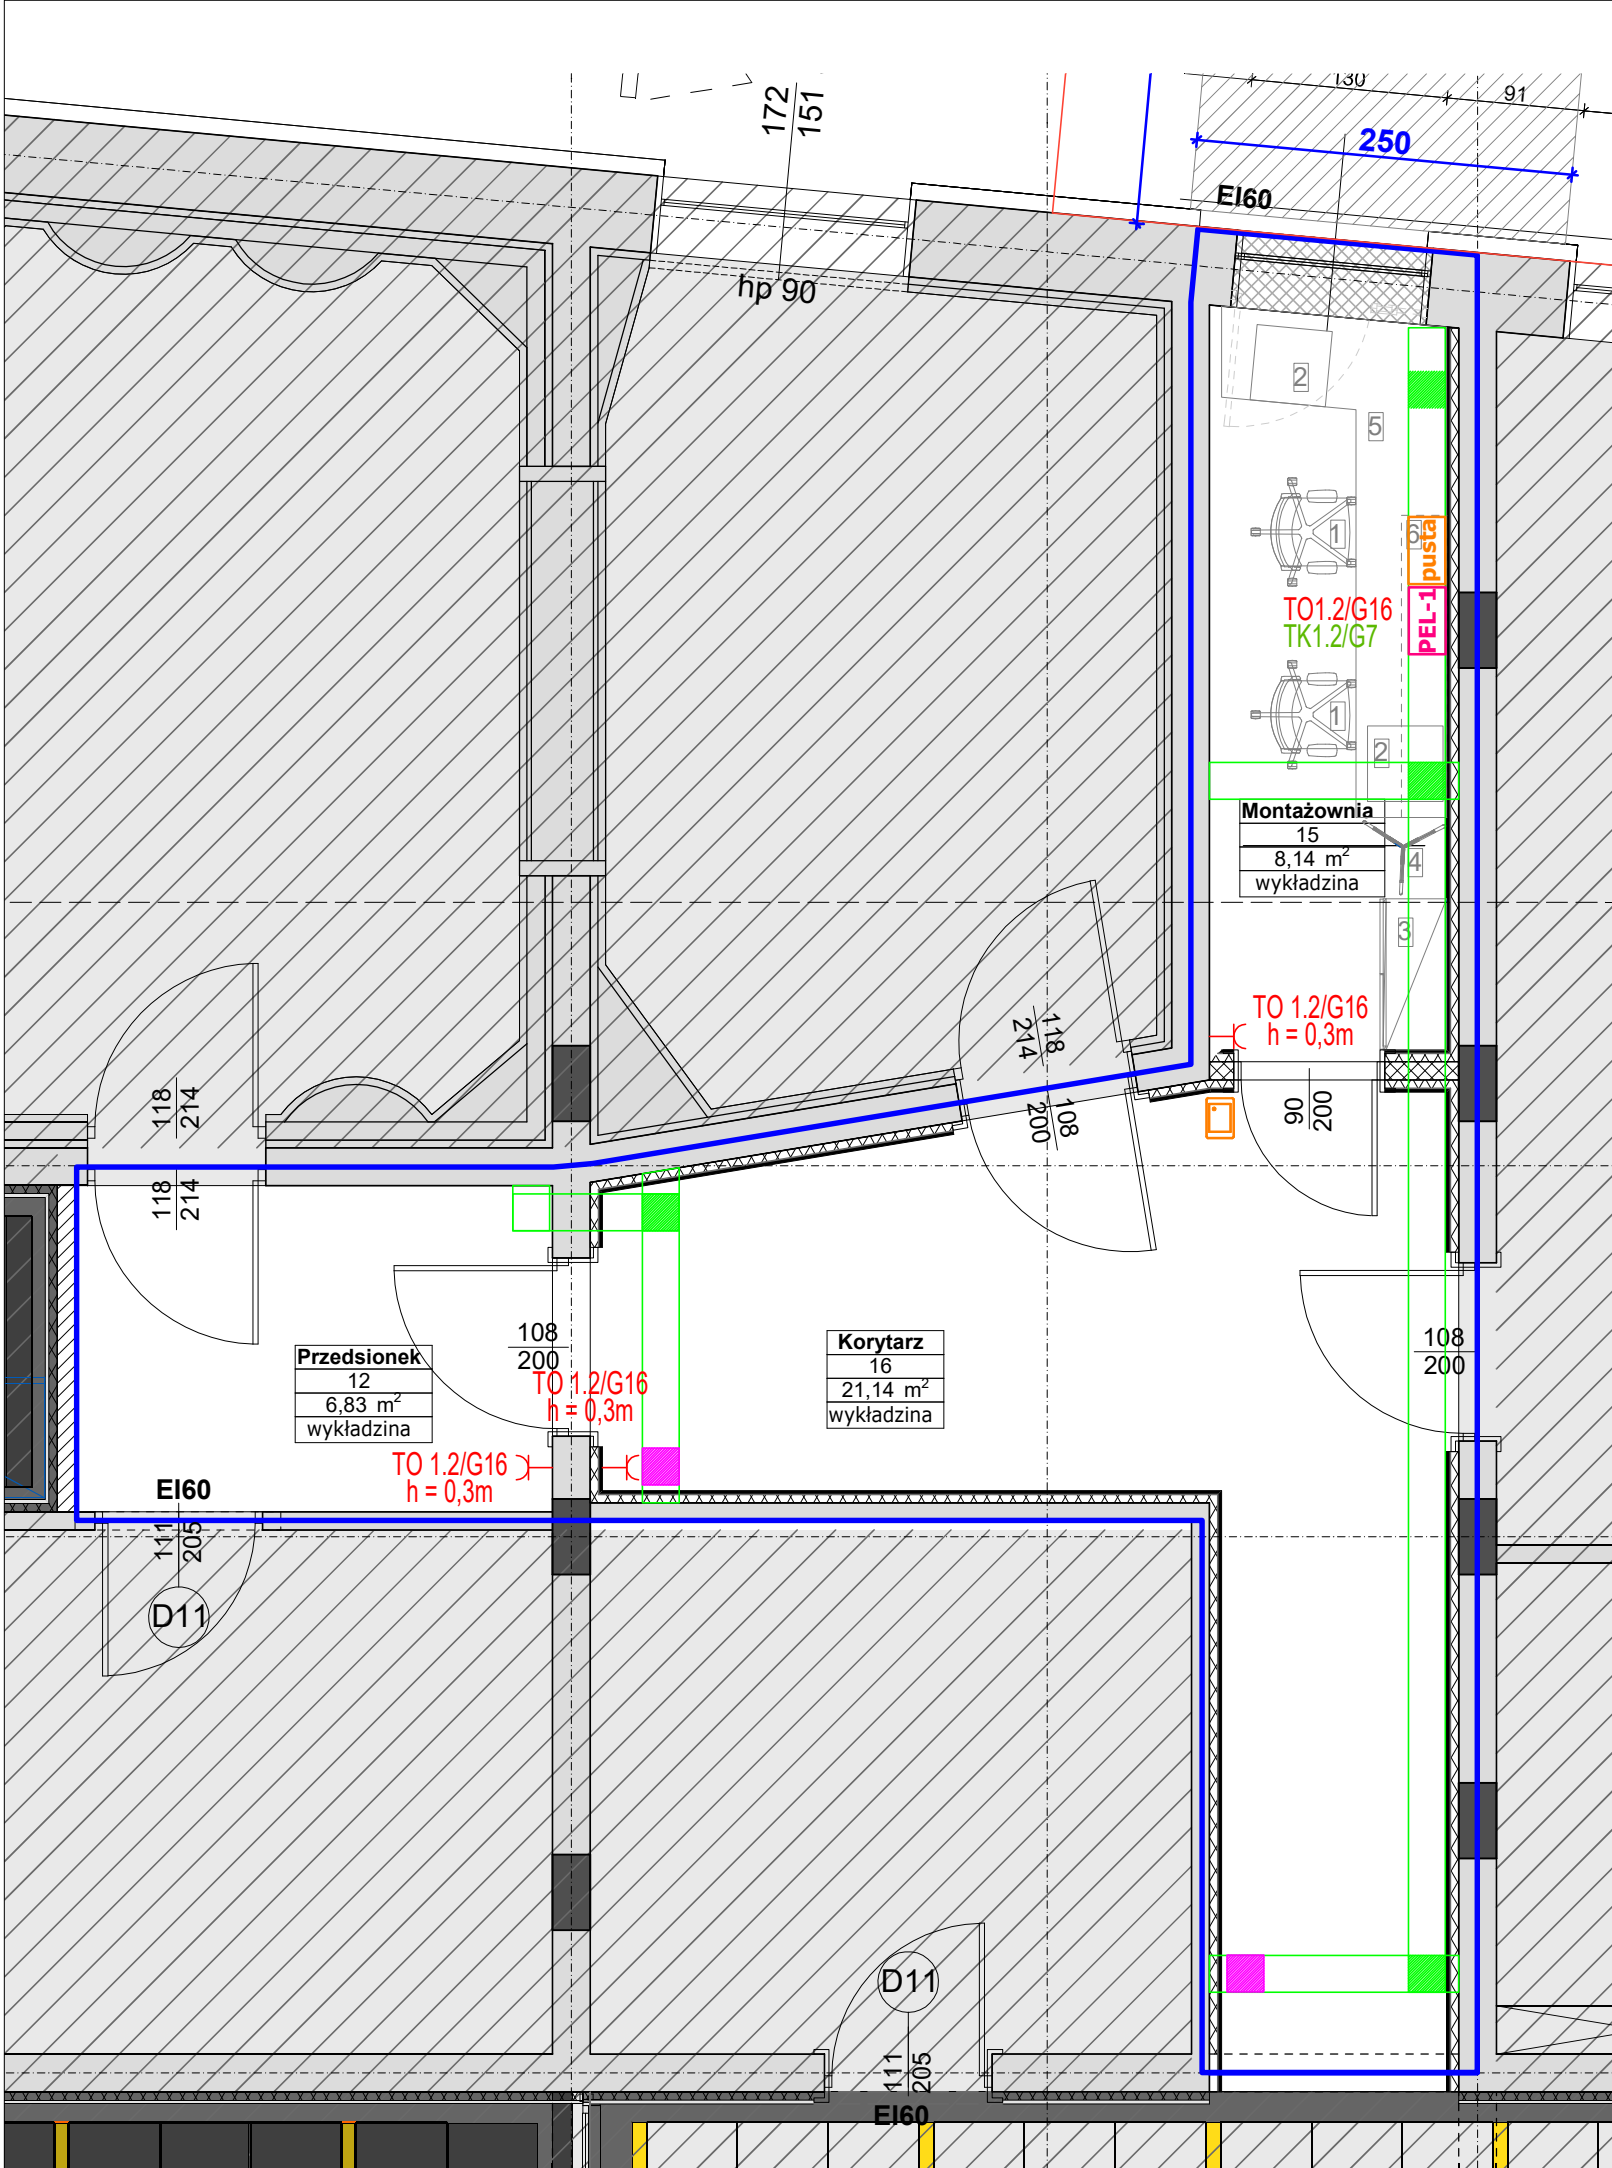 172
151
130
91
250
EI60
hp 90
2
5
1
6
pusta
TO1.2/G16
TK1.2/G7
PEL-1
1
2
Montażownia
15
8,14 m²
wykładzina
4
3
TO 1.2/G16
h = 0,3m
118
214
108
200
90
200
118
214
118
214
108
200
Przedsionek
12
6,83 m²
wykładzina
Korytarz
16
21,14 m²
wykładzina
108
200
TO 1.2/G16
h = 0,3m
TO 1.2/G16
h = 0,3m
EI60
111
205
D11
D11
111
205
EI60